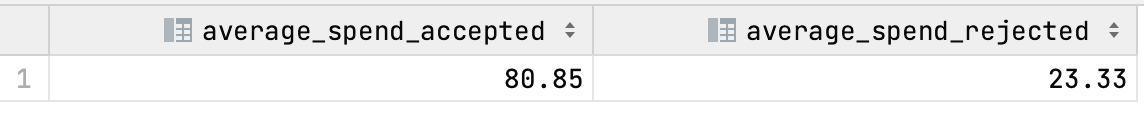 average_spend_accepted average_spend_rejected
1 80.85 23.33